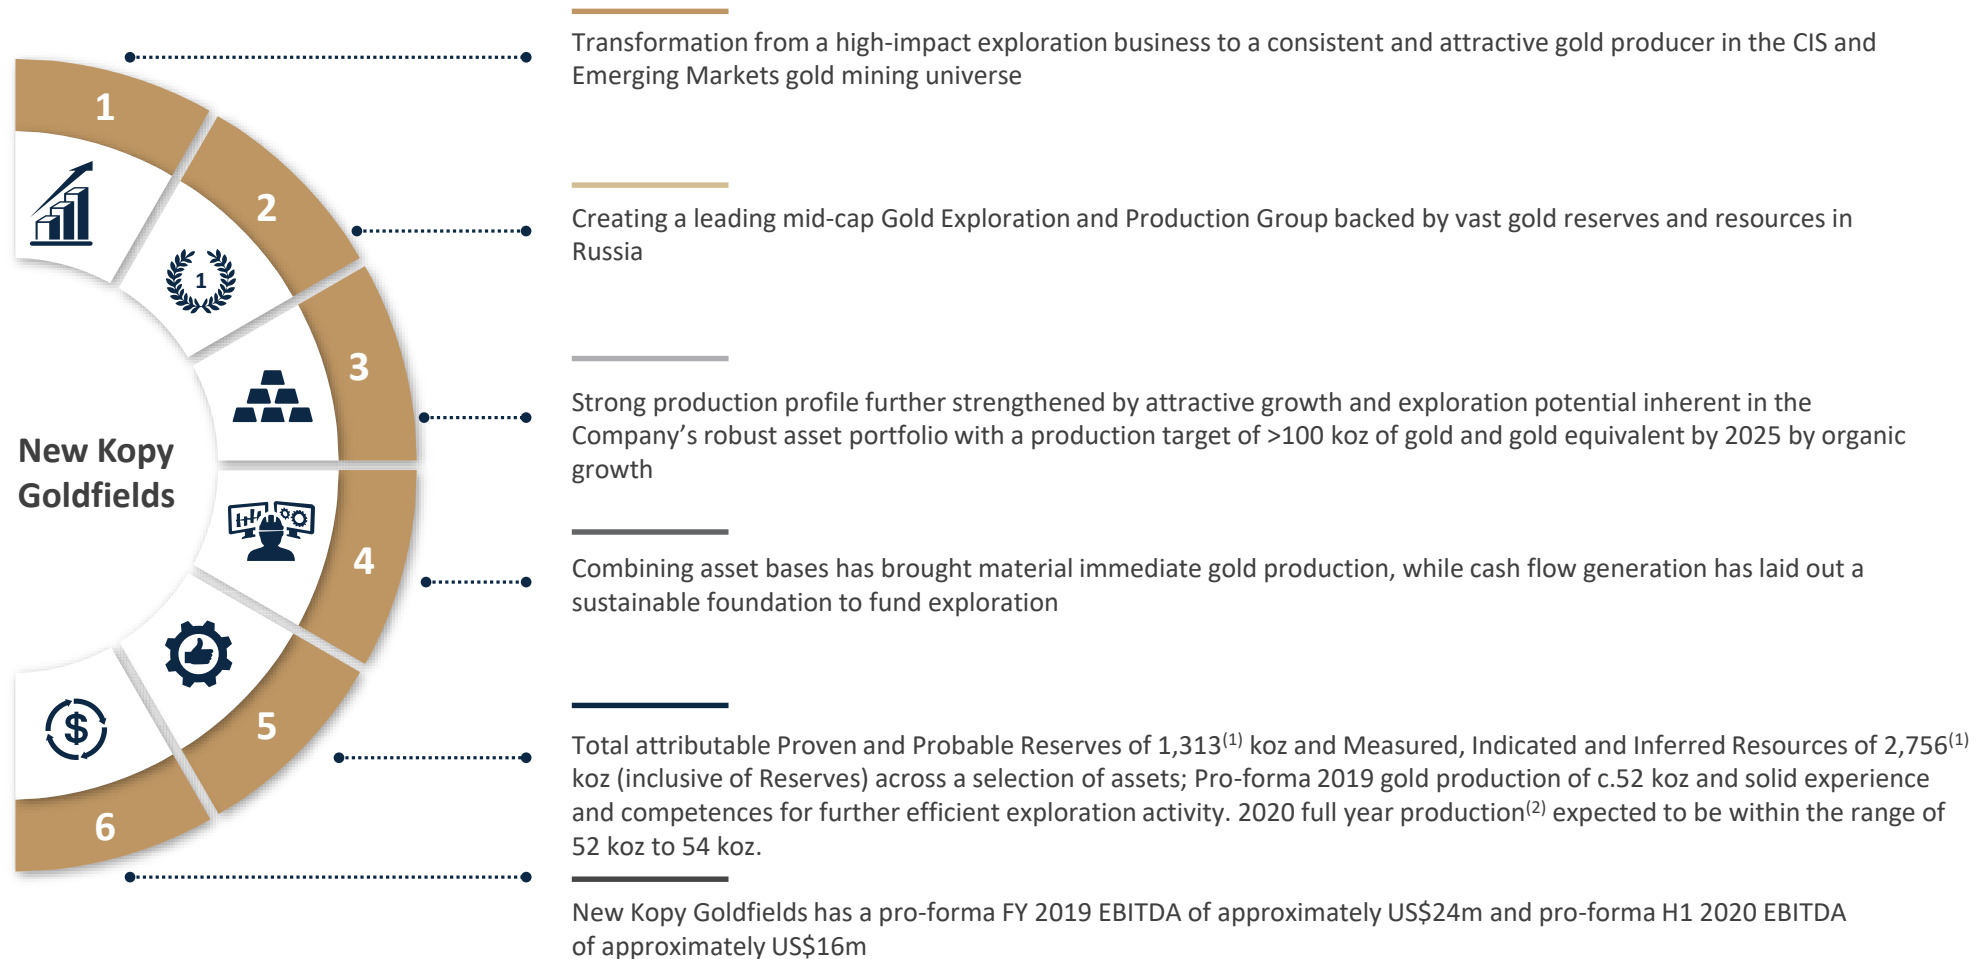 New Kopy
Goldfields
1
Transformation from a high-impact exploration business to a consistent and attractive gold producer in the CIS and
Emerging Markets gold mining universe
2
1
Creating a leading mid-cap Gold Exploration and Production Group backed by vast gold reserves and resources in
Russia
3
Strong production profile further strengthened by attractive growth and exploration potential inherent in the
Company’s robust asset portfolio with a production target of >100 koz of gold and gold equivalent by 2025 by organic
growth
4
Combining asset bases has brought material immediate gold production, while cash flow generation has laid out a
sustainable foundation to fund exploration
5
Total attributable Proven and Probable Reserves of 1,313(1) koz and Measured, Indicated and Inferred Resources of 2,756(1)
koz (inclusive of Reserves) across a selection of assets; Pro-forma 2019 gold production of c.52 koz and solid experience
and competences for further efficient exploration activity. 2020 full year production(2) expected to be within the range of
52 koz to 54 koz.
6
$
New Kopy Goldfields has a pro-forma FY 2019 EBITDA of approximately US$24m and pro-forma H1 2020 EBITDA
of approximately US$16m